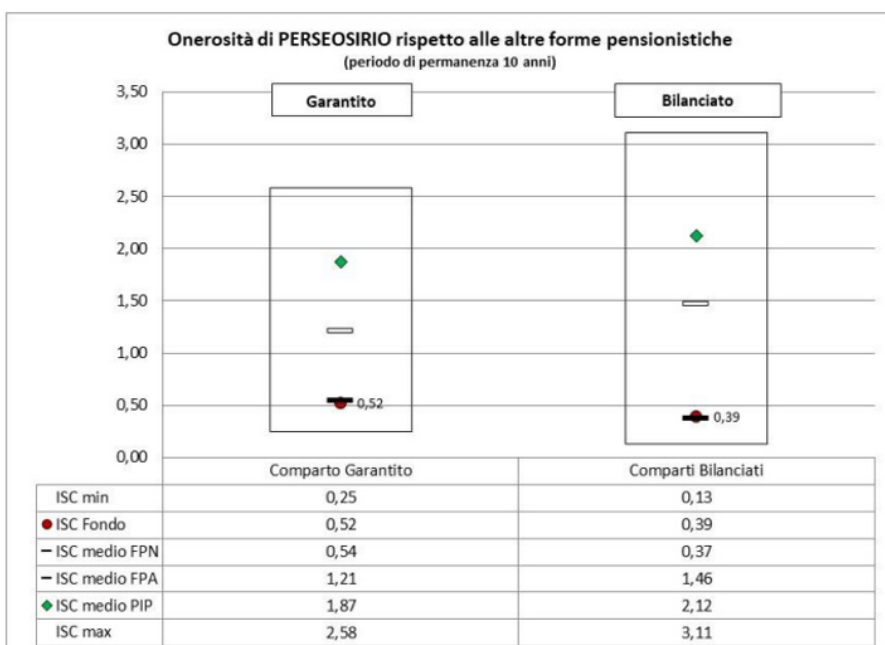 Onerosità di PERSEOSIRIO rispetto alle altre forme pensionistiche
(periodo di permanenza 10 anni)
3,50
Garantito
Bilanciato
3,00
2,50
2,00
1,50
1,00
0,50
0,52
0,39
0,00
Comparto Garantito
Comparti Bilanciati
ISC min 0,25 0,13
ISC Fondo 0,52 0,39
ISC medio FPN 0,54 0,37
ISC medio FPA 1,21 1,46
ISC medio PIP 1,87 2,12
ISC max 2,58 3,11